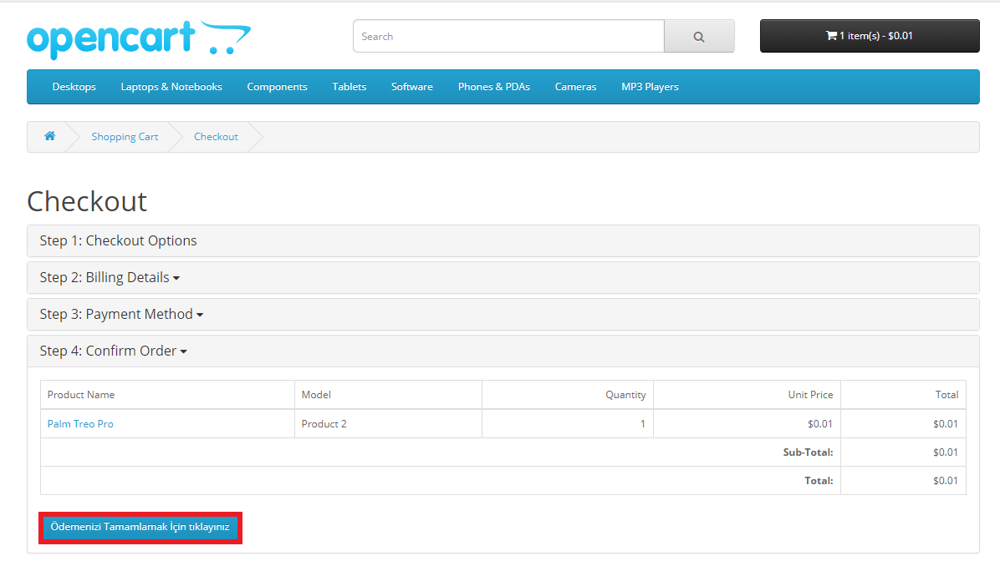 opencart
Search
1 item(s) - $0.01
Desktops Laptops & Notebooks Components Tablets Software Phones & PDAs Cameras MP3 Players
Shopping Cart Checkout
Checkout
Step 1: Checkout Options
Step 2: Billing Details
Step 3: Payment Method
Step 4: Confirm Order
Product Name Model Quantity Unit Price Total
Palm Treo Pro Product 2 1 $0.01 $0.01
Sub-Total: $0.01
Total: $0.01
Ödemenizi Tamamlamak İçin tıklayınız